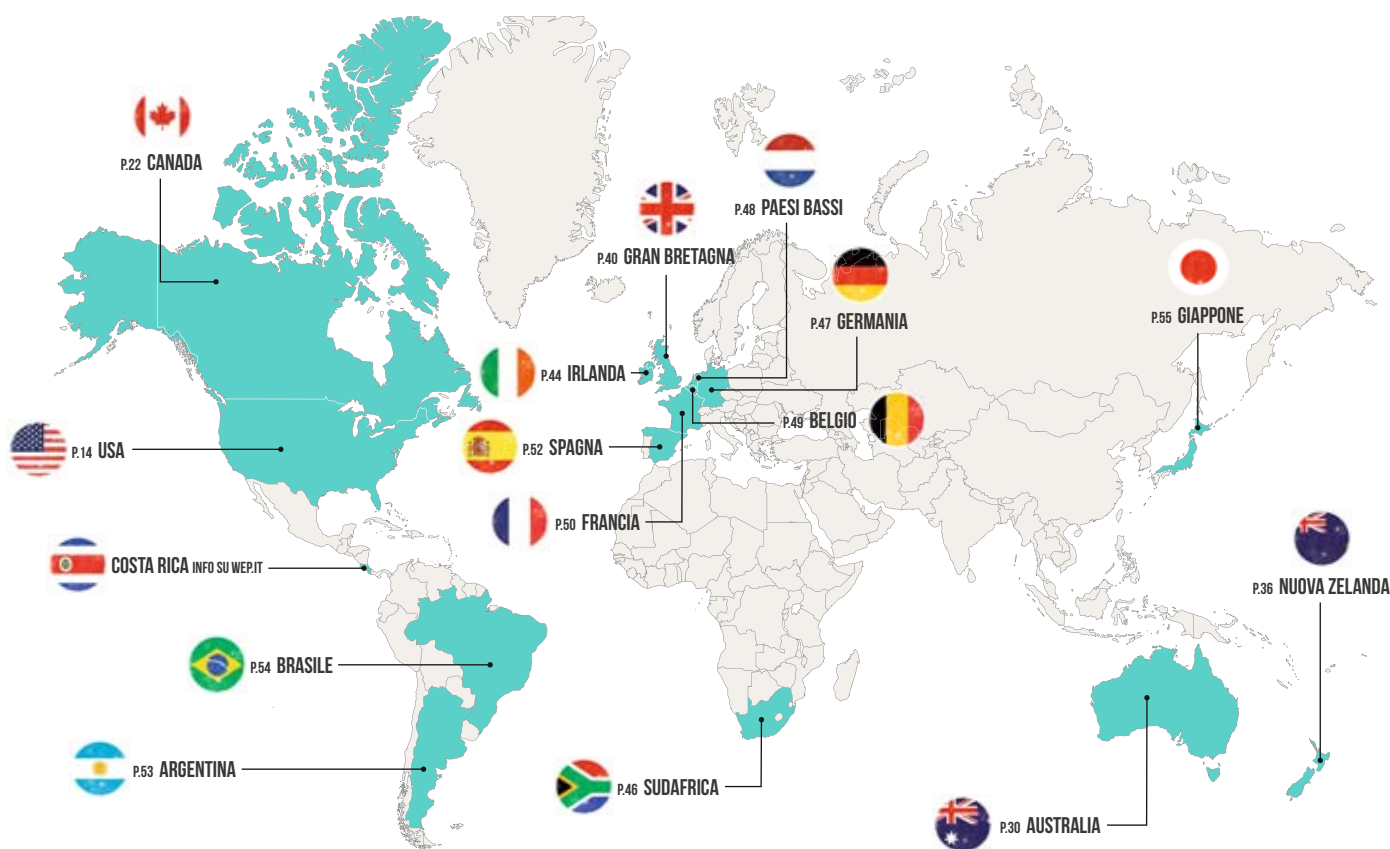 P.22 CANADA
P.48 PAESI BASSI
P.40 GRAN BRETAGNA
P.55 GIAPPONE
P.47 GERMANIA
P.44 IRLANDA
P.49 BELGIO
P.14 USA
P.52 SPAGNA
P.50 FRANCIA
COSTA RICA INFO SU WEP.IT
P.36 NUOVA ZELANDA
P.54 BRASILE
P.53 ARGENTINA
P.46 SUDAFRICA
P.30 AUSTRALIA